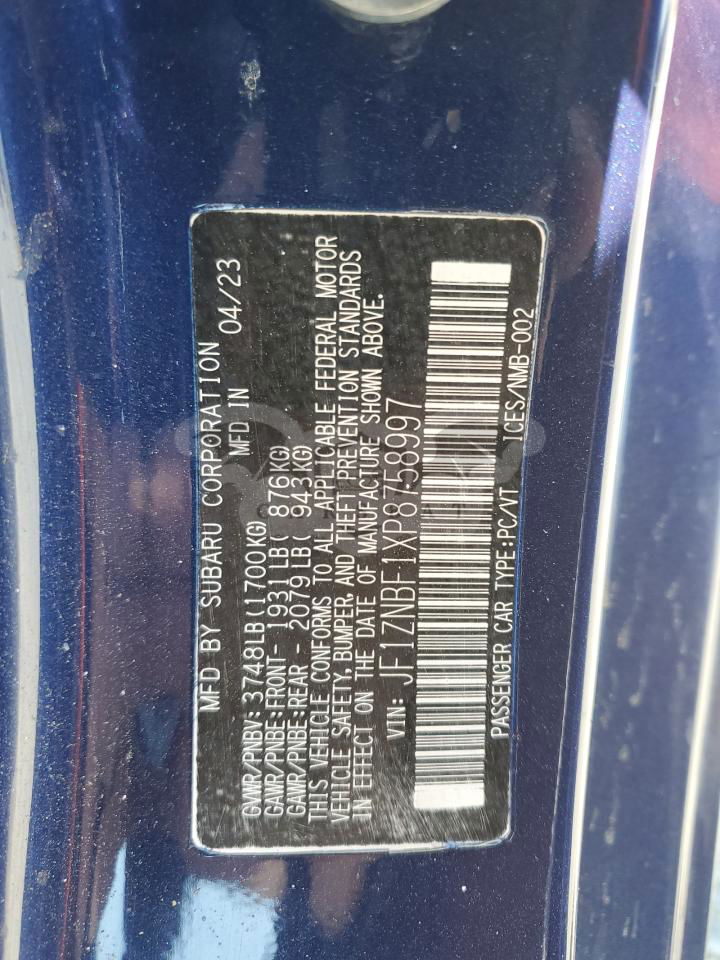 MFD BY SUBARU CORPORATION
MFD IN 04/23
GVWR/PNBV: 3748LB(1700KG)
GAWR/PNBE:FRONT- 1931LB( 876KG)
GAWR/PNBE:REAR - 2079LB( 943KG)
THIS VEHICLE CONFORMS TO ALL APPLICABLE FEDERAL MOTOR
VEHICLE SAFETY,BUMPER,AND THEFT PREVENTION STANDARDS
IN EFFECT ON THE DATE OF MANUFACTURE SHOWN ABOVE.
VIN: JF1ZNBF1XP8758997
PASSENGER CAR TYPE:PC/VT ICES/NMB-002